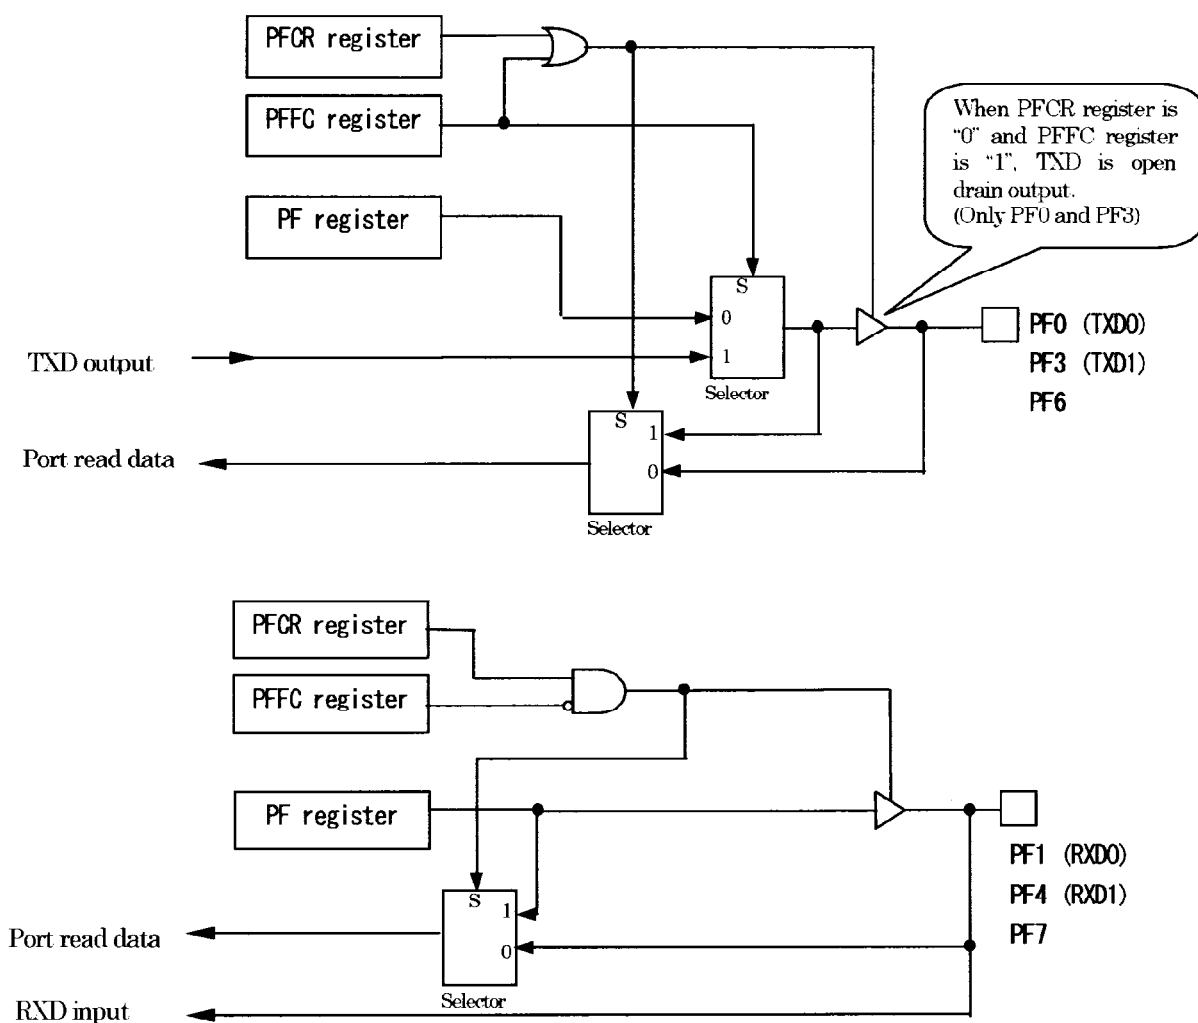 PFCR register
PFFC register
PF register
When PFCR register is
“0” and PFFC register
is “1”, TXD is open
drain output.
(Only PF0 and PF3)
S
0
1
Selector
TXD output
PF0 (TXD0)
PF3 (TXD1)
PF6
S
1
0
Selector
Port read data
PFCR register
PFFC register
PF register
PF1 (RXD0)
PF4 (RXD1)
PF7
S
1
0
Selector
Port read data
RXD input